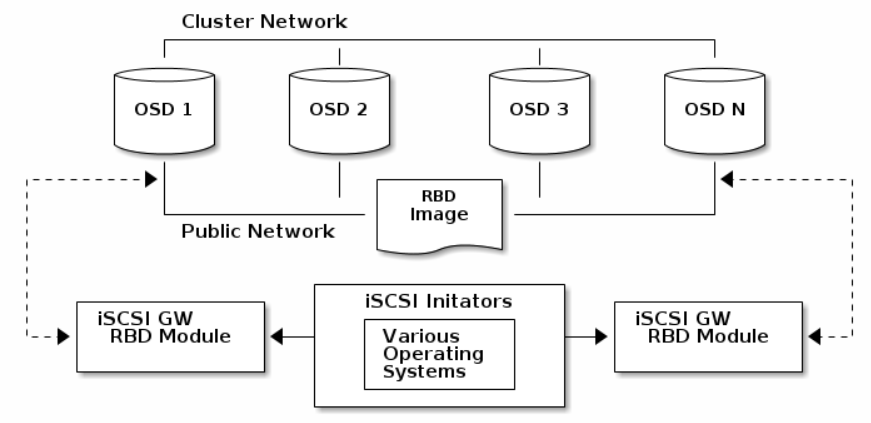 Cluster Network
OSD 1
OSD 2
OSD 3
OSD N
RBD
Image
Public Network
iSCSI GW
RBD Module
iSCSI Initators
Various
Operating
Systems
iSCSI GW
RBD Module